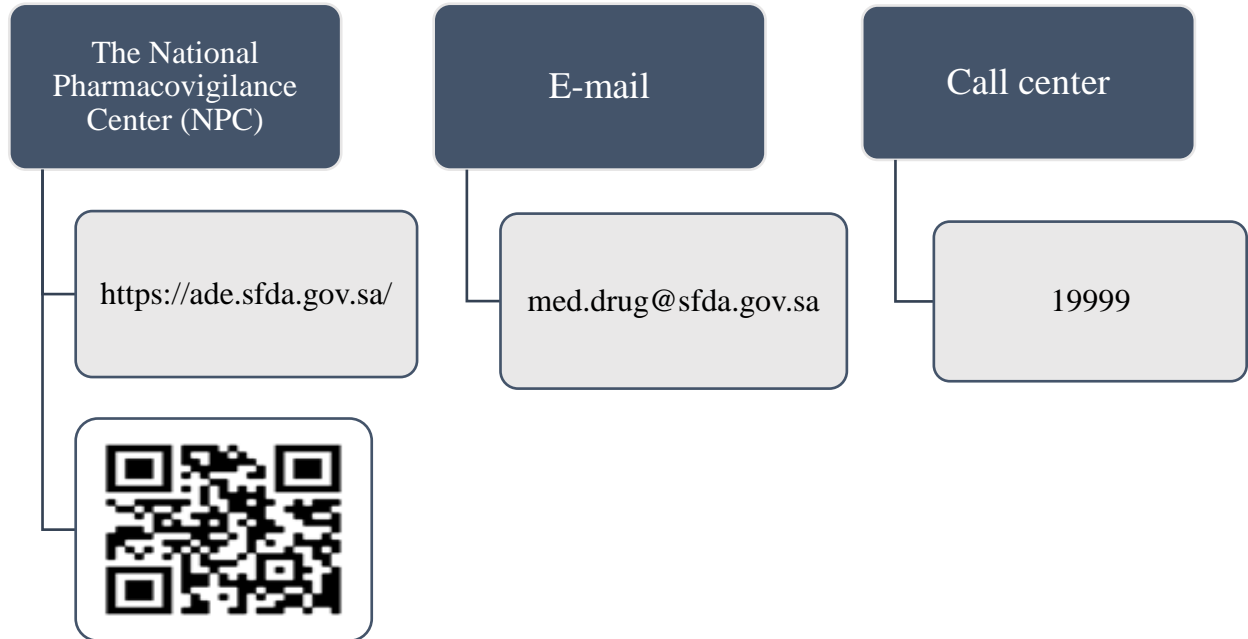 The National
Pharmacovigilance
Center (NPC)
https://ade.sfda.gov.sa/
E-mail
med.drug@sfda.gov.sa
Call center
19999